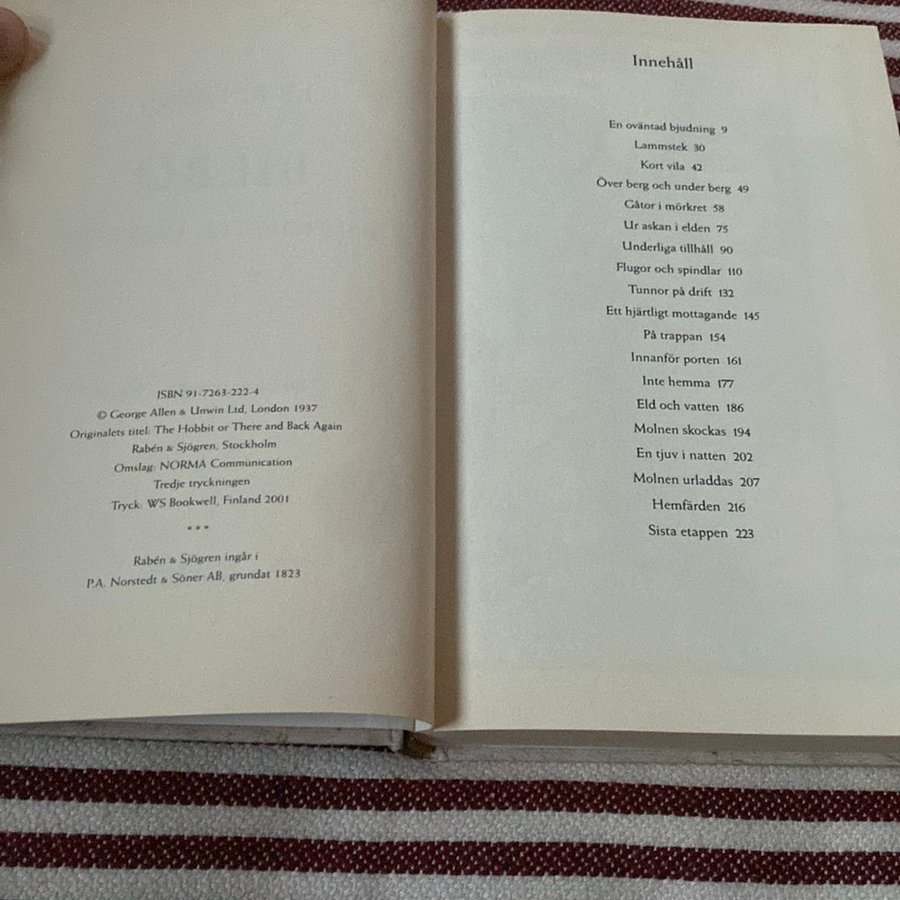 ISBN 91-7263-222-4
© George Allen & Unwin Ltd, London 1937
Originalets titel: The Hobbit or There and Back Again
Rabén & Sjögren, Stockholm
Omslag: NORMA Communication
Tredje tryckningen
Tryck: WS Bookwell, Finland 2001
***
Rabén & Sjögren ingår i
P.A. Norstedt & Söner AB, grundat 1823
Innehåll
En oväntad bjudning 9
Lammstek 30
Kort vila 42
Över berg och under berg 49
Gåtor i mörkret 58
Ur askan i elden 75
Underliga tillhåll 90
Flugor och spindlar 110
Tunnor på drift 132
Ett hjärtligt mottagande 145
På trappan 154
Innanför porten 161
Inte hemma 177
Eld och vatten 186
Molnen skockas 194
En tjuv i natten 202
Molnen urladdas 207
Hemfärden 216
Sista etappen 223